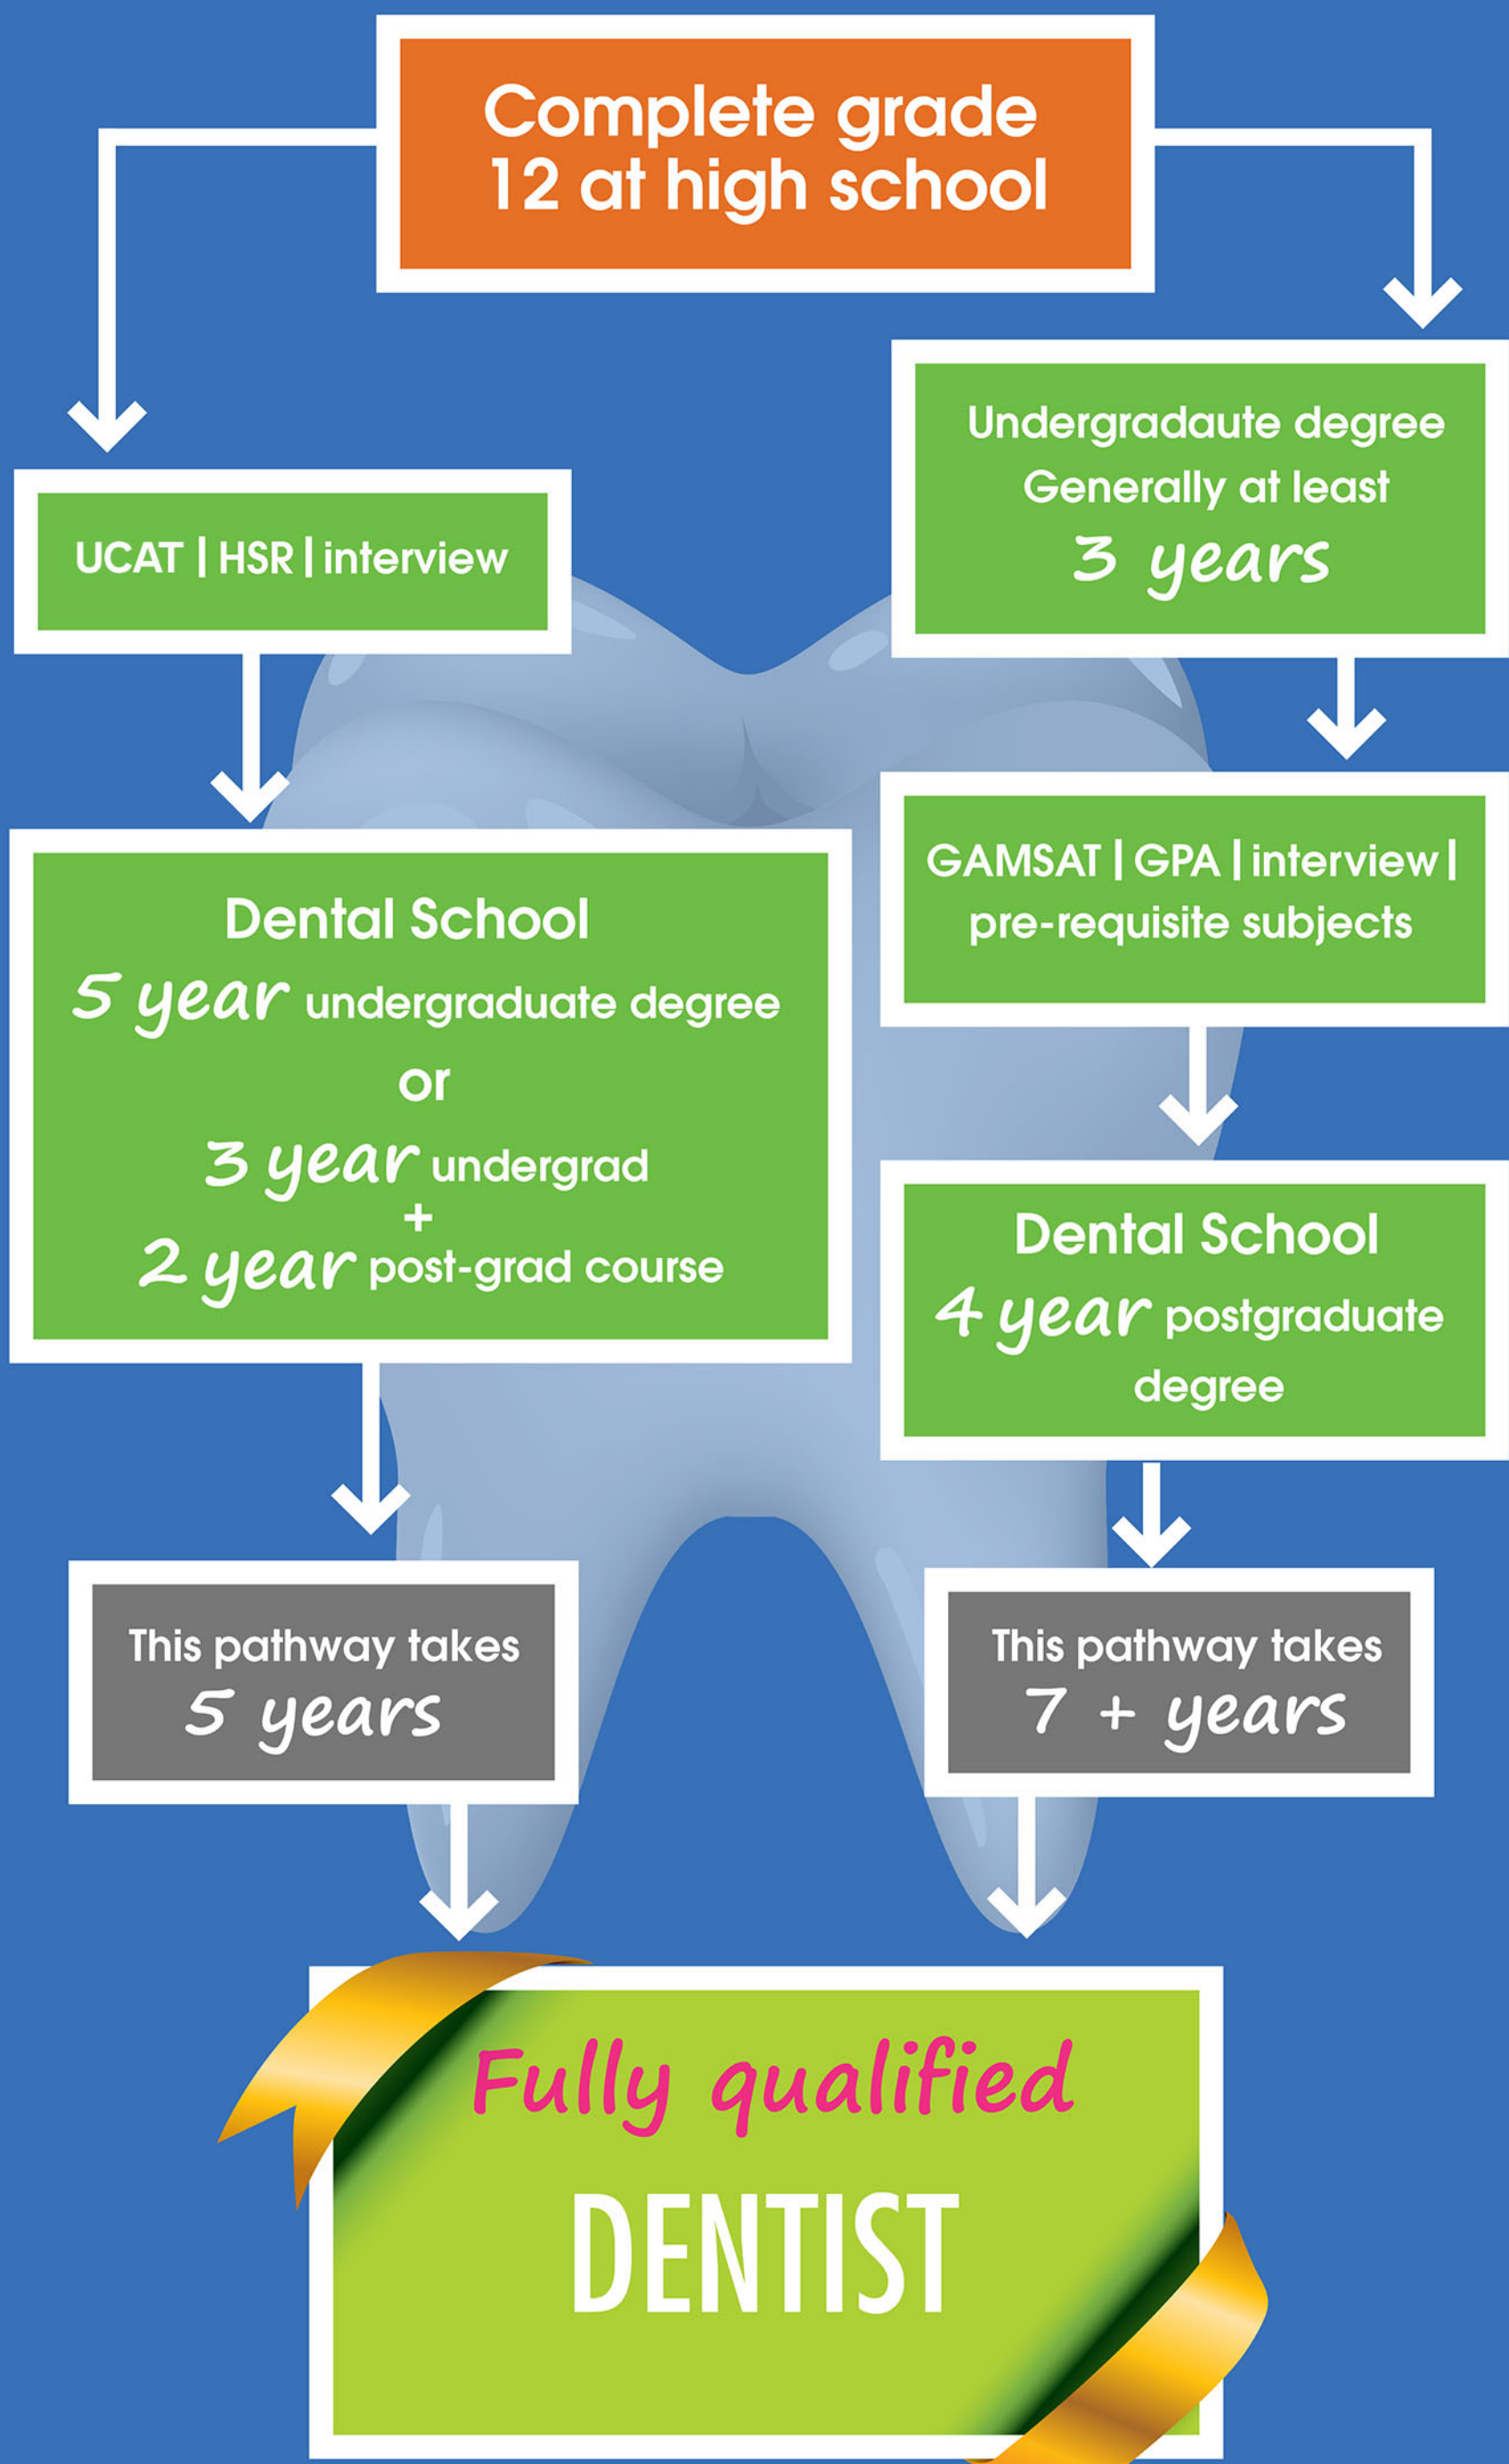 Complete grade
12 at high school
UCAT | HSR | interview
Dental School
5 year undergraduate degree
or
3 year undergrad
+
2 year post-grad course
This pathway takes
5 years
Undergradaute degree
Generally at least
3 years
GAMSAT | GPA | interview |
pre-requisite subjects
Dental School
4 year postgraduate
degree
This pathway takes
7 + years
Fully qualified
DENTIST